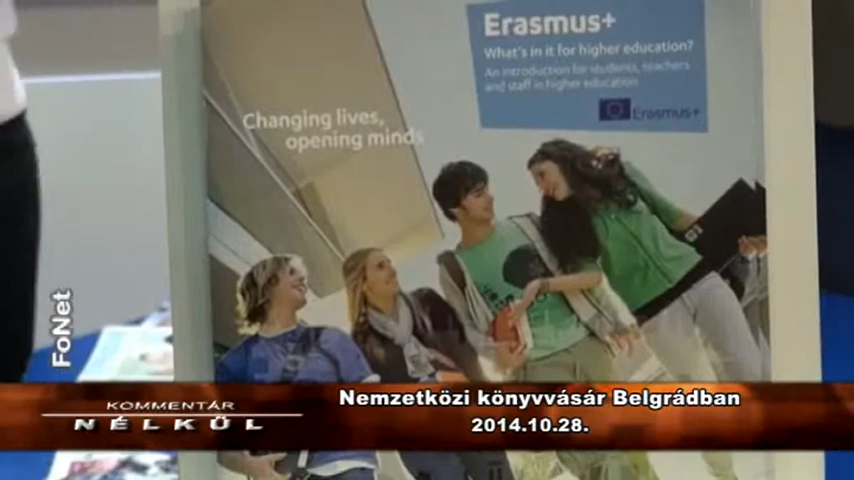 Erasmus+
What's in it for higher education?
An introduction for students, teachers
and staff in higher education
Erasmus+
Changing lives,
opening minds
FoNet
KOMMENTÁR
NÉLKÜL
Nemzetközi könyvvásár Belgrádban
2014.10.28.